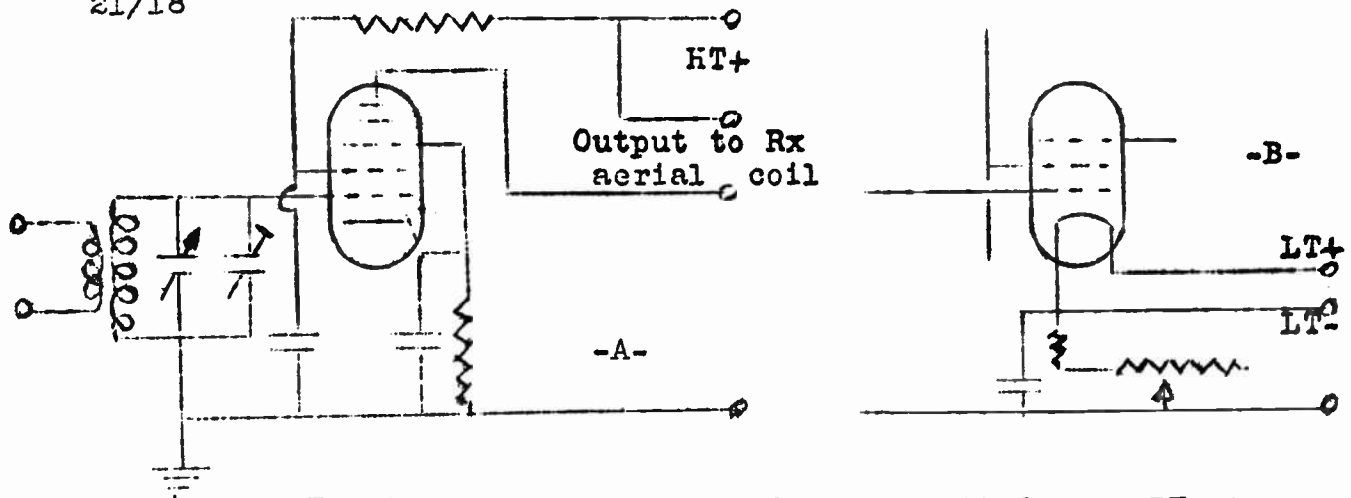 21/18
HT+
Output to Rx
aerial coil
-A-
-B-
LT+
LT-